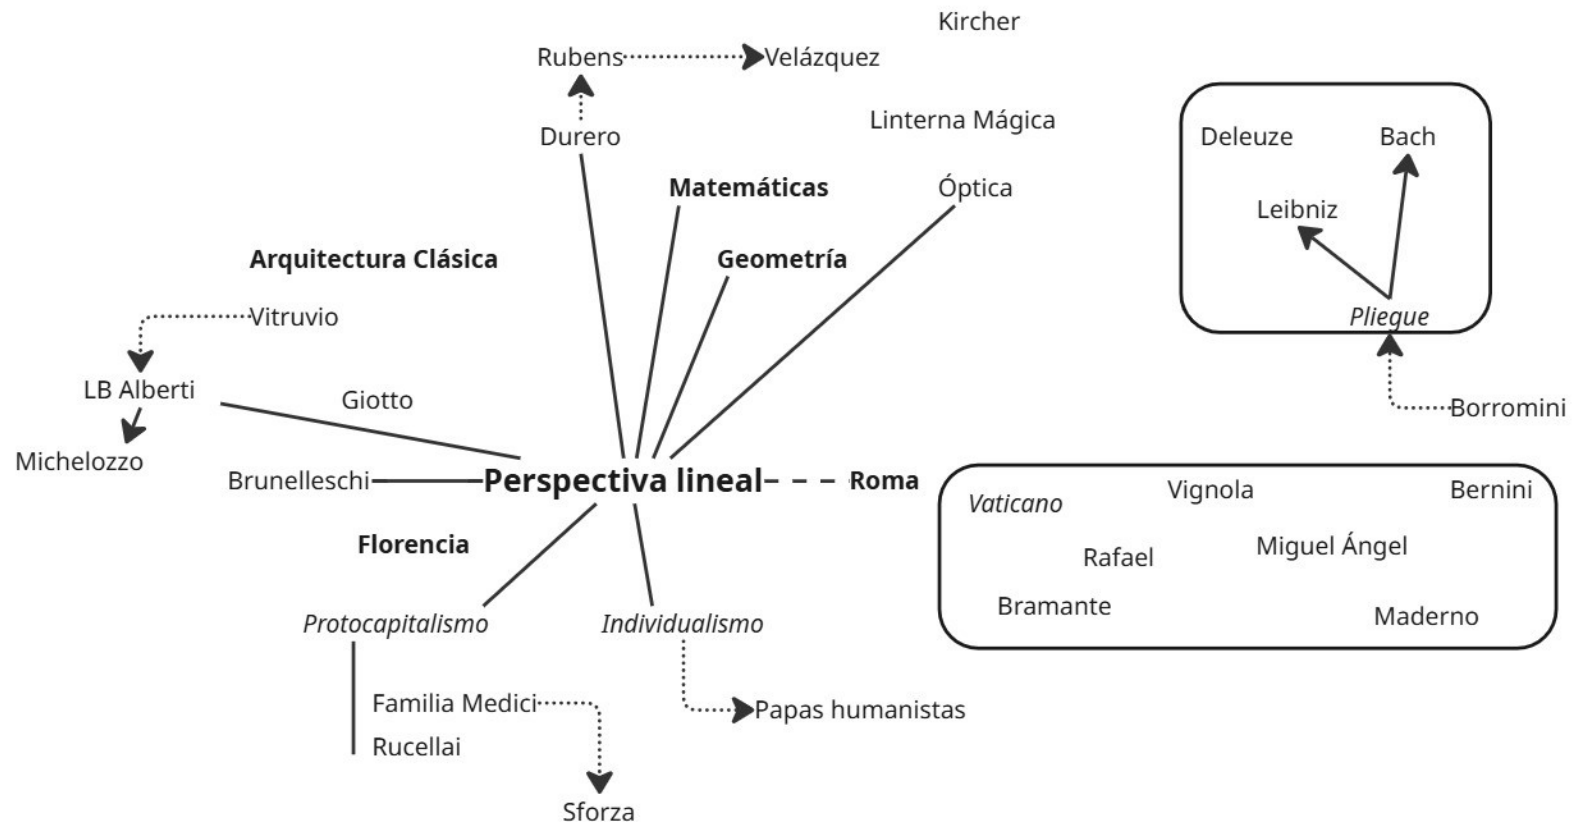 Kircher
Rubens
Velázquez
Linterna Mágica
Durero
Deleuze
Bach
Matemáticas
Óptica
Leibniz
Arquitectura Clásica
Geometría
Vitruvio
Pliegue
LB Alberti
Giotto
Borromini
Michelozzo
Brunelleschi
Perspectiva lineal
Roma
Vaticano
Vignola
Bernini
Florencia
Rafael
Miguel Ángel
Bramante
Maderno
Protocapitalismo
Individualismo
Familia Medici
Papas humanistas
Rucellai
Sforza